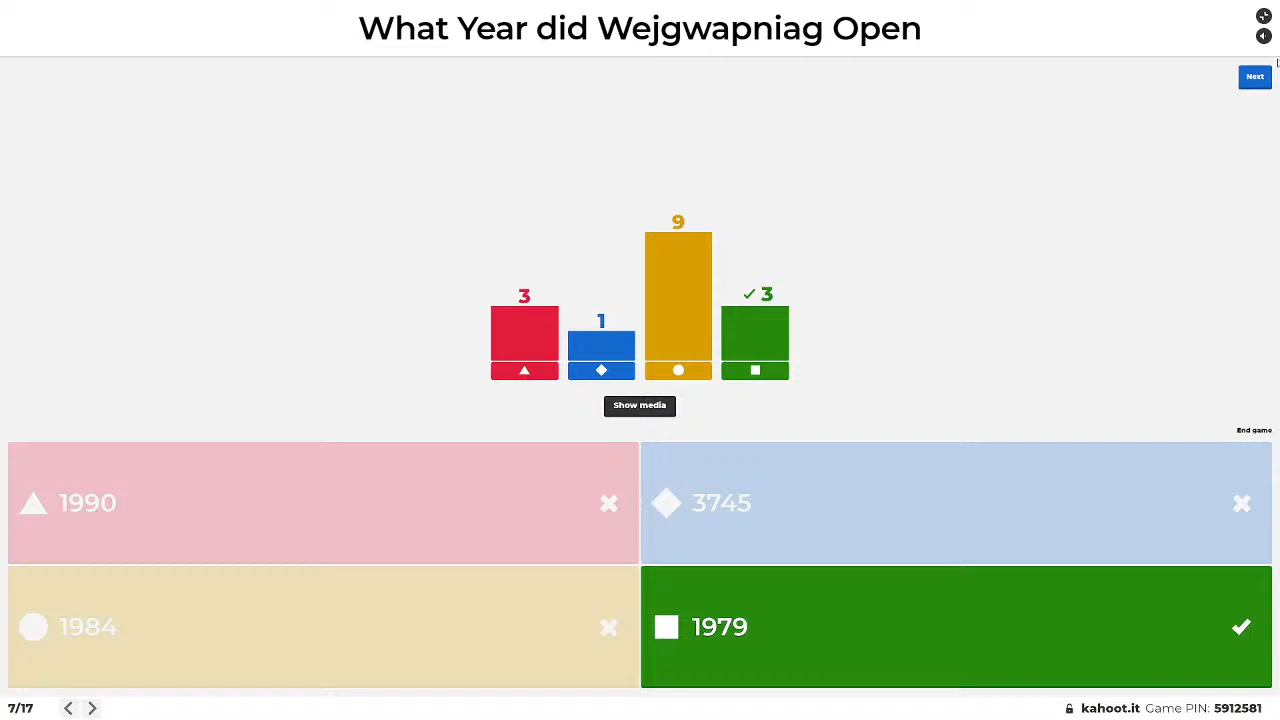 What Year did Wejgwapniag Open
Next
9
3
3
1
Show media
End game
1990
3745
1984
1979
7/17
kahoot.it Game PIN: 5912581